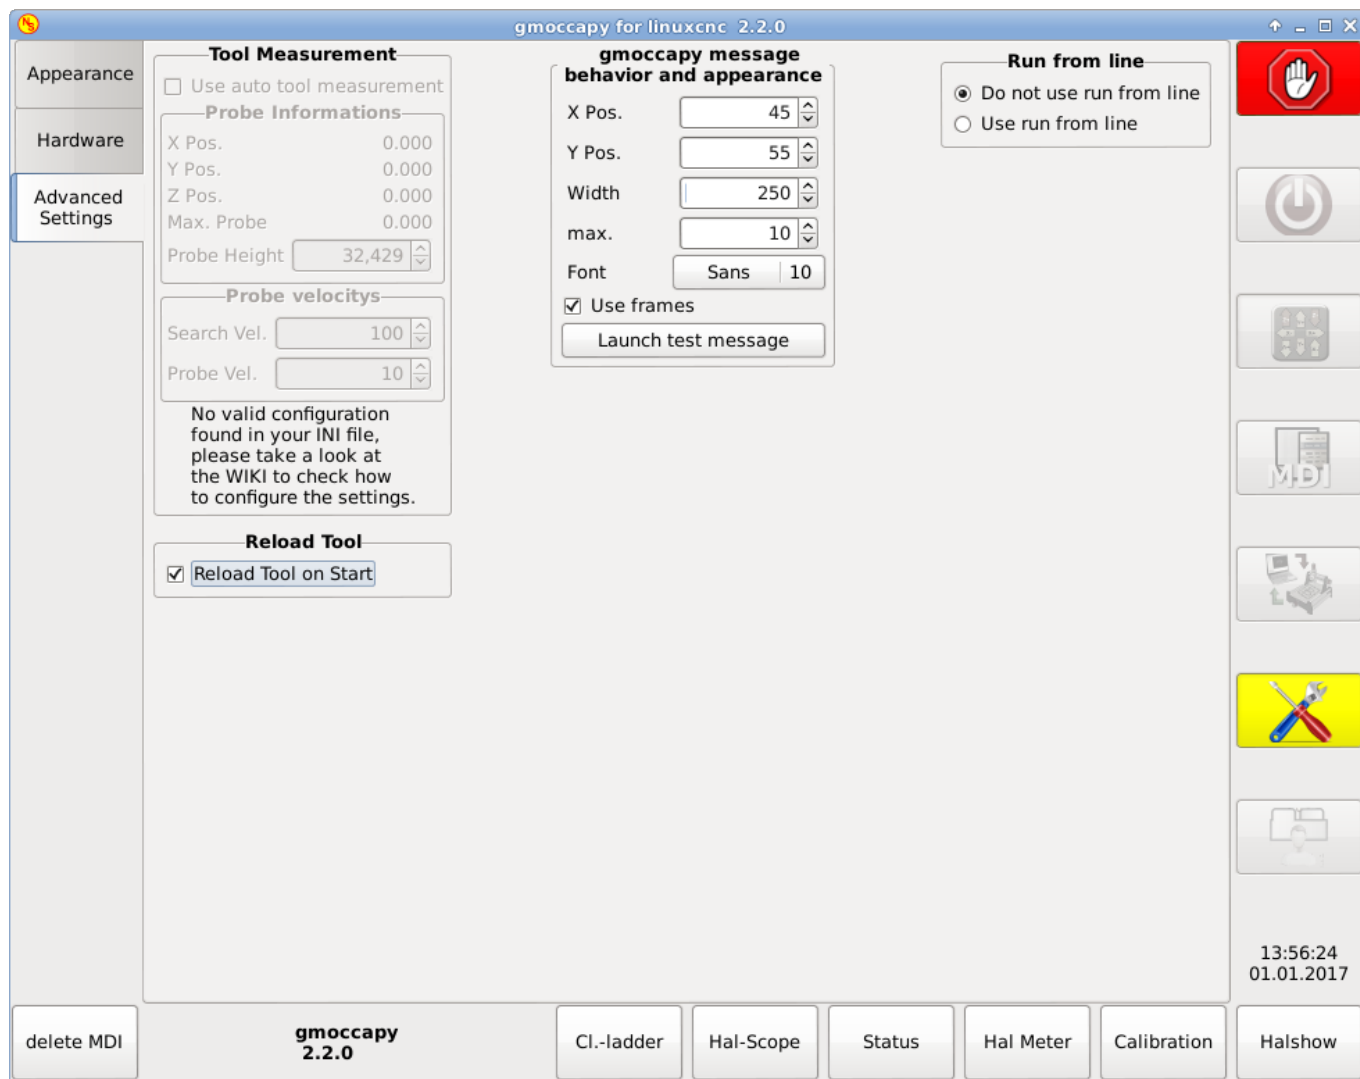 gmoccapy for linuxcnc 2.2.0
Appearance
Hardware
Advanced
Settings
Tool Measurement
Use auto tool measurement
Probe Informations
X Pos. 0.000
Y Pos. 0.000
Z Pos. 0.000
Max. Probe 0.000
Probe Height 32,429
Probe velocitys
Search Vel. 100
Probe Vel. 10
No valid configuration
found in your INI file,
please take a look at
the WIKI to check how
to configure the settings.
Reload Tool
Reload Tool on Start
gmoccapy message
behavior and appearance
X Pos. 45
Y Pos. 55
Width 250
max. 10
Font Sans 10
Use frames
Launch test message
Run from line
Do not use run from line
Use run from line
MDI
13:56:24
01.01.2017
delete MDI
gmoccapy
2.2.0
Cl.-ladder
Hal-Scope
Status
Hal Meter
Calibration
Halshow